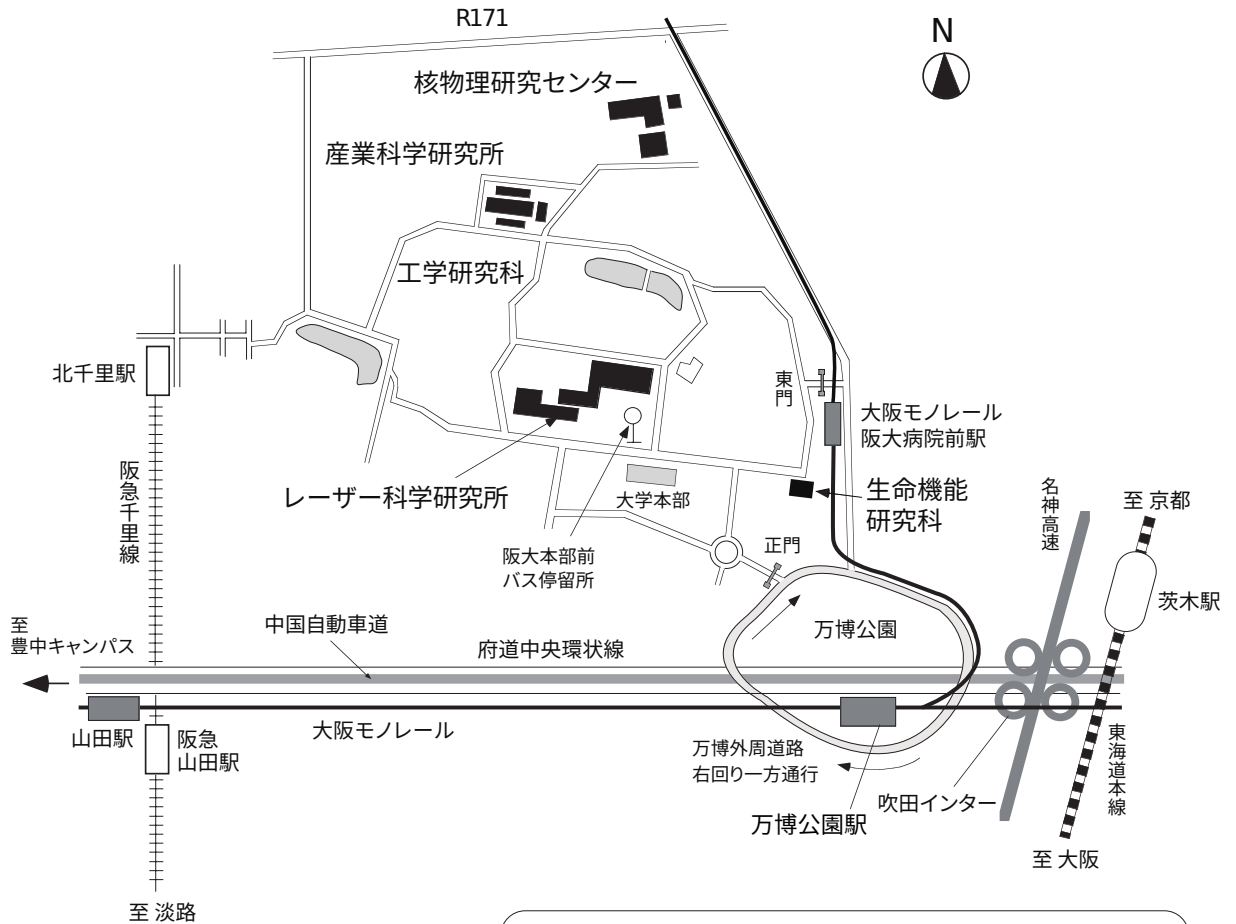 R171
N
核物理研究センター
産業科学研究所
工学研究科
北千里駅
東門
大阪モノレール
阪大病院前駅
阪急千里線
レーザー科学研究所
大学本部
生命機能
研究科
名神高速
至 京都
阪大本部前
バス停留所
正門
茨木駅
至
豊中キャンパス
中国自動車道
府道中央環状線
万博公園
山田駅
阪急
山田駅
大阪モノレール
万博外周道路
右回り一方通行
東海道本線
吹田インター
万博公園駅
至 大阪
至 淡路